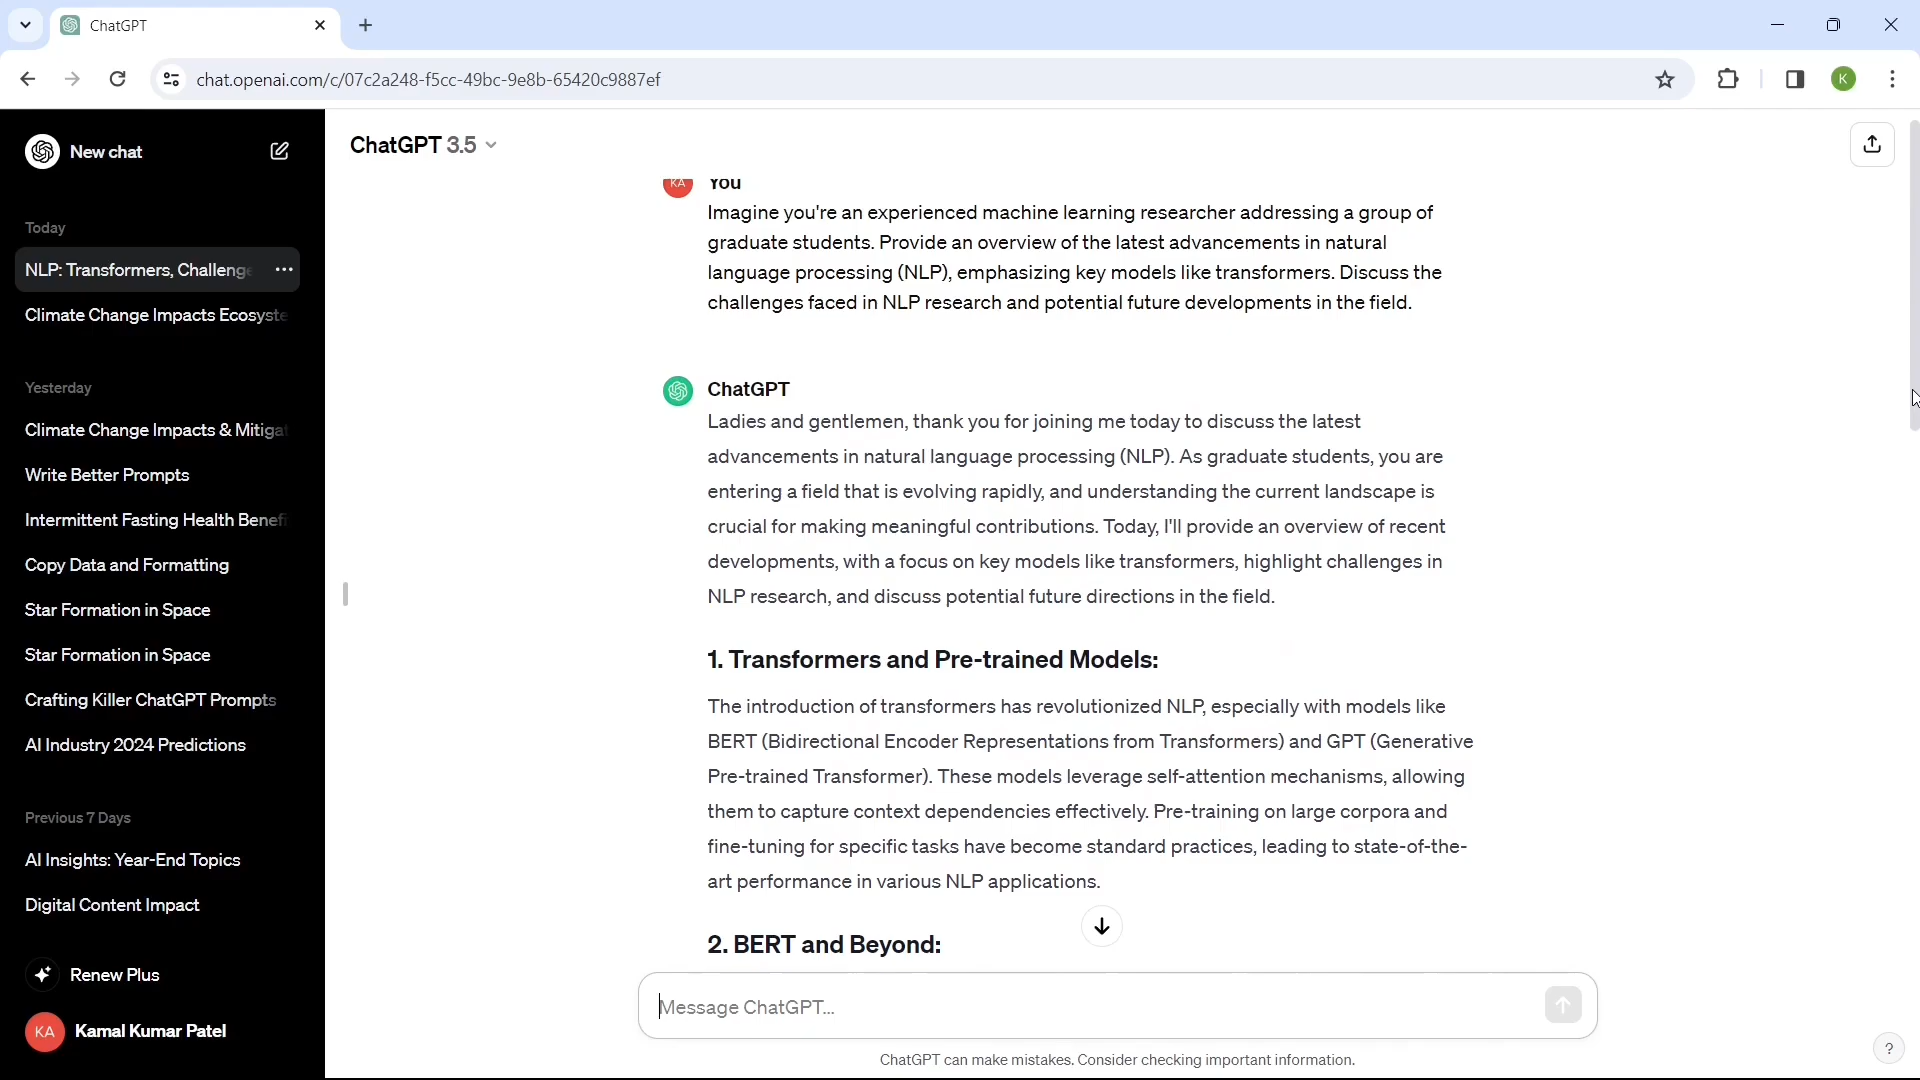 ChatGPT
chat.openai.com/c/07c2a248-f5cc-49bc-9e8b-65420c9887ef
K
New chat
Today
NLP: Transformers, Challenge
Climate Change Impacts Ecosyste
Yesterday
Climate Change Impacts & Mitigat
Write Better Prompts
Intermittent Fasting Health Benefi
Copy Data and Formatting
Star Formation in Space
Star Formation in Space
Crafting Killer ChatGPT Prompts
AI Industry 2024 Predictions
Previous 7 Days
AI Insights: Year-End Topics
Digital Content Impact
Renew Plus
KA Kamal Kumar Patel
ChatGPT 3.5
KA You
Imagine you're an experienced machine learning researcher addressing a group of
graduate students. Provide an overview of the latest advancements in natural
language processing (NLP), emphasizing key models like transformers. Discuss the
challenges faced in NLP research and potential future developments in the field.
ChatGPT
Ladies and gentlemen, thank you for joining me today to discuss the latest
advancements in natural language processing (NLP). As graduate students, you are
entering a field that is evolving rapidly, and understanding the current landscape is
crucial for making meaningful contributions. Today, I'll provide an overview of recent
developments, with a focus on key models like transformers, highlight challenges in
NLP research, and discuss potential future directions in the field.
1. Transformers and Pre-trained Models:
The introduction of transformers has revolutionized NLP, especially with models like
BERT (Bidirectional Encoder Representations from Transformers) and GPT (Generative
Pre-trained Transformer). These models leverage self-attention mechanisms, allowing
them to capture context dependencies effectively. Pre-training on large corpora and
fine-tuning for specific tasks have become standard practices, leading to state-of-the-
art performance in various NLP applications.
2. BERT and Beyond:
Message ChatGPT...
ChatGPT can make mistakes. Consider checking important information.
?